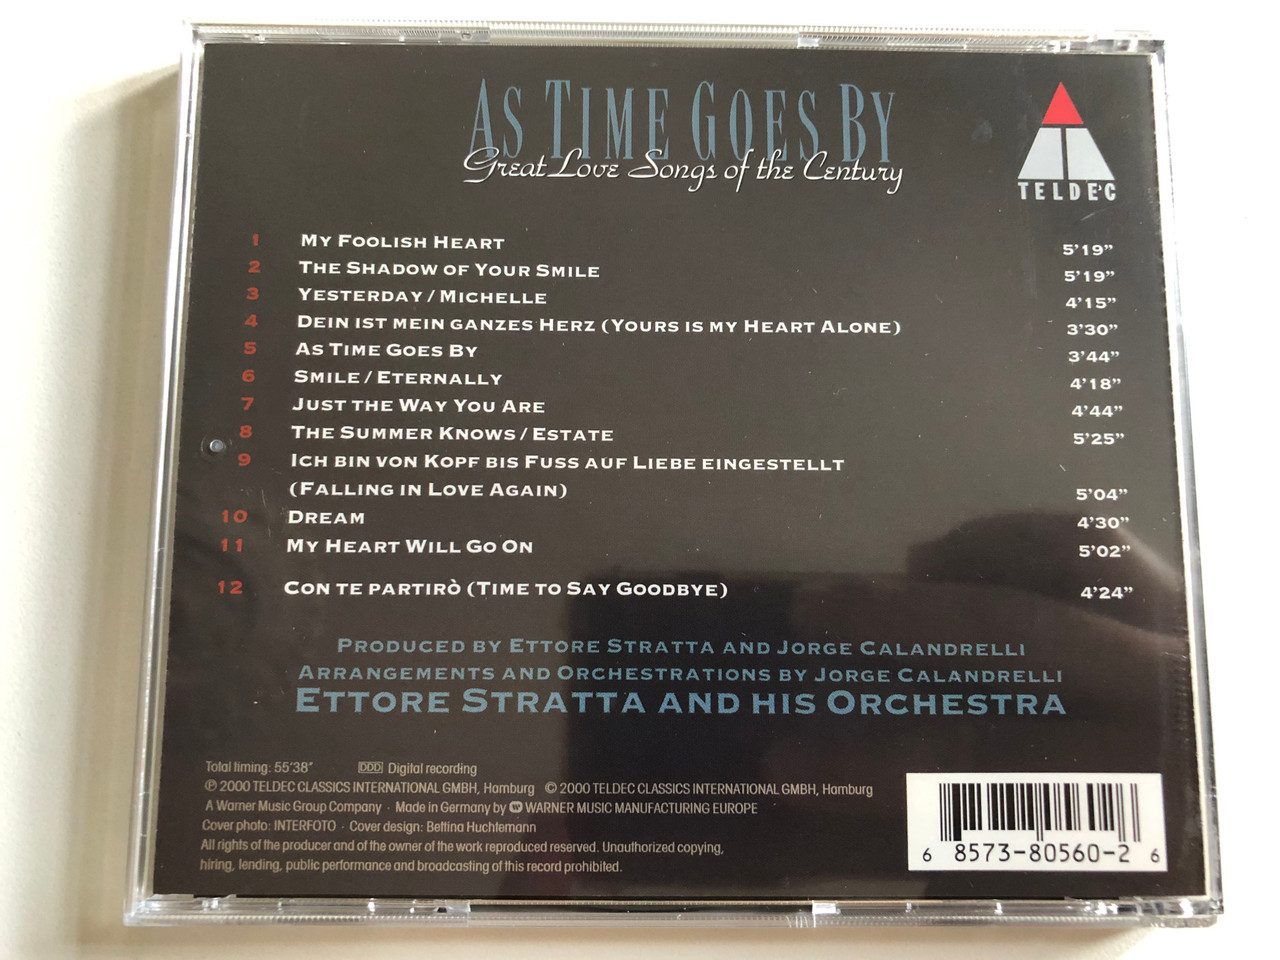 As Time Goes By
Great Love Songs of the Century
TELDEC
1 My Foolish Heart 5'19"
2 The Shadow of Your Smile 5'19"
3 Yesterday / Michelle 4'15"
4 Dein ist mein ganzes Herz (Yours is my Heart Alone) 3'30"
5 As Time Goes By 3'44"
6 Smile / Eternally 4'18"
7 Just the Way You Are 4'44"
8 The Summer Knows / Estate 5'25"
9 Ich bin von Kopf bis Fuss auf Liebe eingestellt
(Falling in Love Again) 5'04"
10 Dream 4'30"
11 My Heart Will Go On 5'02"
12 Con te partirò (Time to Say Goodbye) 4'24"
Produced by Ettore Stratta and Jorge Calandrelli
Arrangements and Orchestrations by Jorge Calandrelli
Ettore Stratta and his Orchestra
Total timing: 55'38" DDD Digital recording
℗ 2000 TELDEC CLASSICS INTERNATIONAL GMBH, Hamburg © 2000 TELDEC CLASSICS INTERNATIONAL GMBH, Hamburg
A Warner Music Group Company · Made in Germany by WARNER MUSIC MANUFACTURING EUROPE
Cover photo: INTERFOTO · Cover design: Bettina Huchtemann
All rights of the producer and of the owner of the work reproduced reserved. Unauthorized copying,
hiring, lending, public performance and broadcasting of this record prohibited.
6 8573-80560-2 6